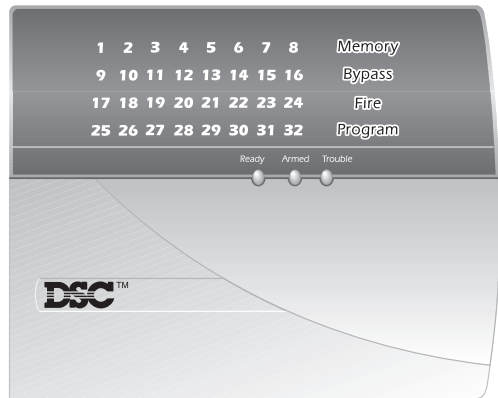 1 2 3 4 5 6 7 8 Memory
9 10 11 12 13 14 15 16 Bypass
17 18 19 20 21 22 23 24 Fire
25 26 27 28 29 30 31 32 Program
Ready Armed Trouble
DSC™